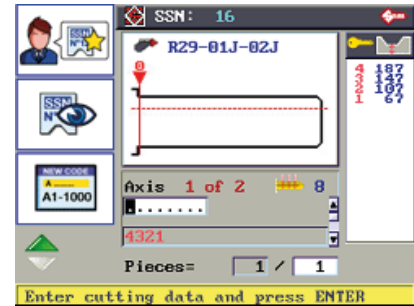 SSN: 16
SSN
N°1
R29-01J-02J
0
4 187
3 147
2 107
1 67
SSN
N°
NEW CODE
A
A1-1000
Axis 1 of 2 8
.......
4321
Pieces= 1 / 1
Enter cutting data and press ENTER